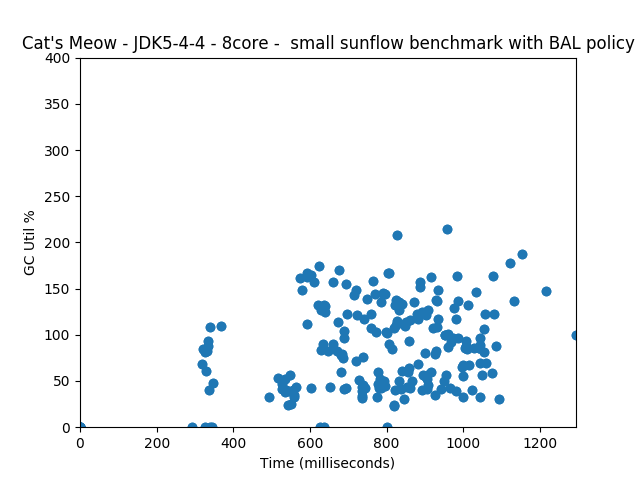 Cat's Meow - JDK5-4-4 - 8core -  small sunflow benchmark with BAL policy
400
350
300
250
200
150
100
50
0
GC Util %
0 200 400 600 800 1000 1200
Time (milliseconds)